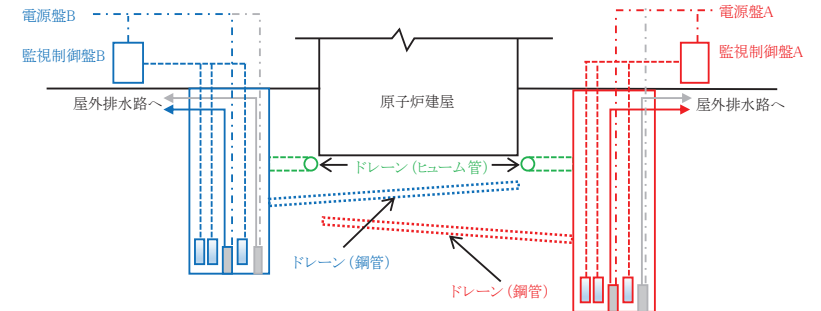 電源盤B
電源盤A
監視制御盤B
監視制御盤A
屋外排水路へ
原子炉建屋
屋外排水路へ
ドレーン(ヒューム管)
ドレーン(鋼管)
ドレーン(鋼管)